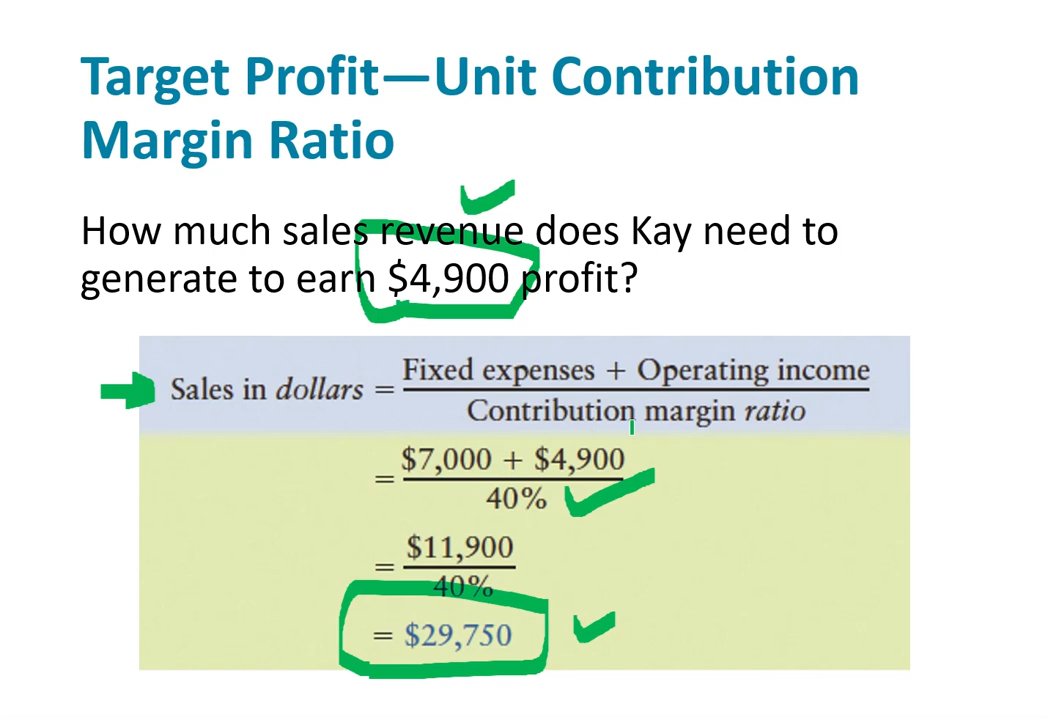 Target Profit—Unit Contribution
Margin Ratio
How much sales revenue does Kay need to
generate to earn $4,900 profit?
Sales in dollars = Fixed expenses + Operating income
Contribution margin ratio
= $7,000 + $4,900
40%
= $11,900
40%
= $29,750